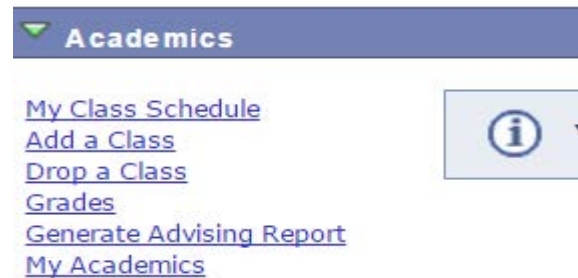 Academics
My Class Schedule
Add a Class
Drop a Class
Grades
Generate Advising Report
My Academics